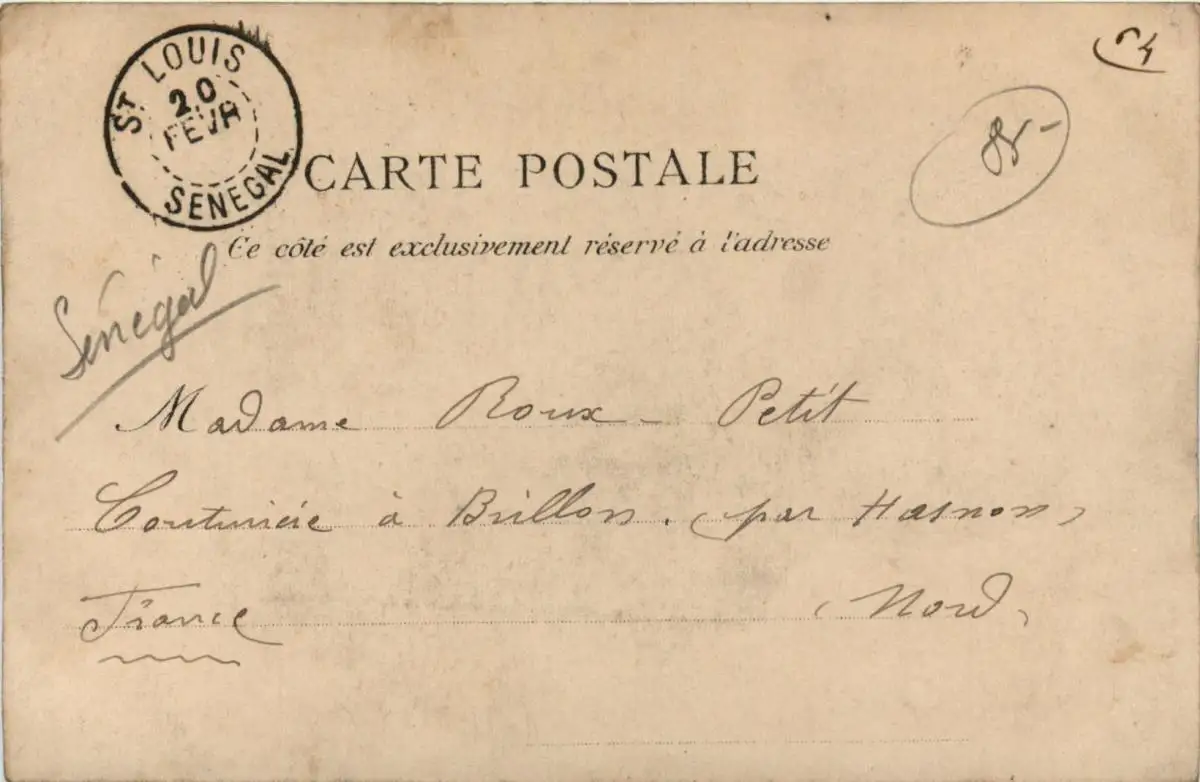 ST LOUIS
20
FEVR
SENEGAL
CARTE POSTALE
Ce côté est exclusivement réservé à l'adresse
Sénégal
Madame Roux-Petit
Couturière à Brillon. (par Hasnon)
France (Nord)